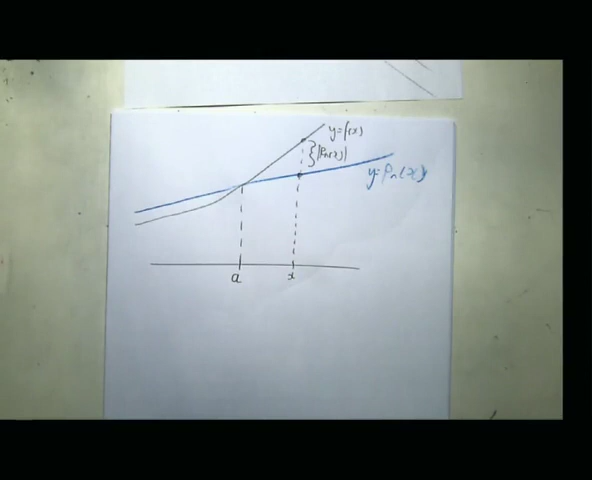 y=f(x)
|Rn(x)|
y=Pn(x)
a
x